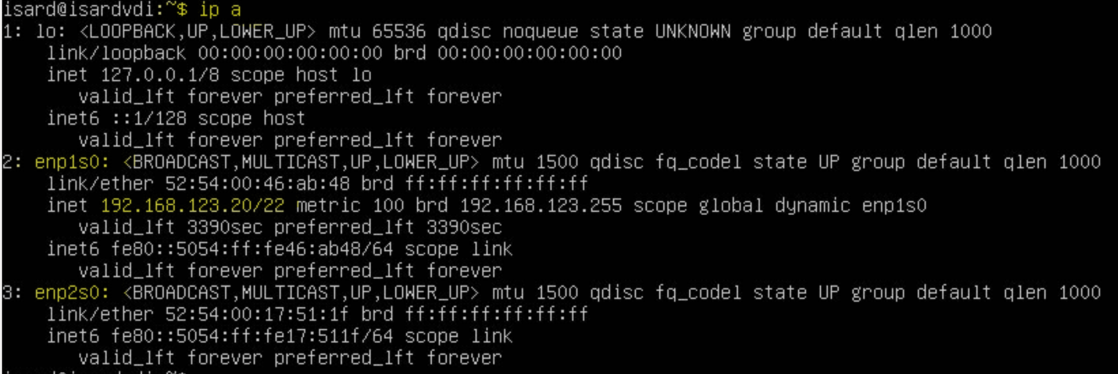 isard@isardvdi:~$ ip a
1: lo: <LOOPBACK,UP,LOWER_UP> mtu 65536 qdisc noqueue state UNKNOWN group default qlen 1000
    link/loopback 00:00:00:00:00:00 brd 00:00:00:00:00:00
    inet 127.0.0.1/8 scope host lo
       valid_lft forever preferred_lft forever
    inet6 ::1/128 scope host
       valid_lft forever preferred_lft forever
2: enp1s0: <BROADCAST,MULTICAST,UP,LOWER_UP> mtu 1500 qdisc fq_codel state UP group default qlen 1000
    link/ether 52:54:00:46:ab:48 brd ff:ff:ff:ff:ff:ff
    inet 192.168.123.20/22 metric 100 brd 192.168.123.255 scope global dynamic enp1s0
       valid_lft 3390sec preferred_lft 3390sec
    inet6 fe80::5054:ff:fe46:ab48/64 scope link
       valid_lft forever preferred_lft forever
3: enp2s0: <BROADCAST,MULTICAST,UP,LOWER_UP> mtu 1500 qdisc fq_codel state UP group default qlen 1000
    link/ether 52:54:00:17:51:1f brd ff:ff:ff:ff:ff:ff
    inet6 fe80::5054:ff:fe17:511f/64 scope link
       valid_lft forever preferred_lft forever